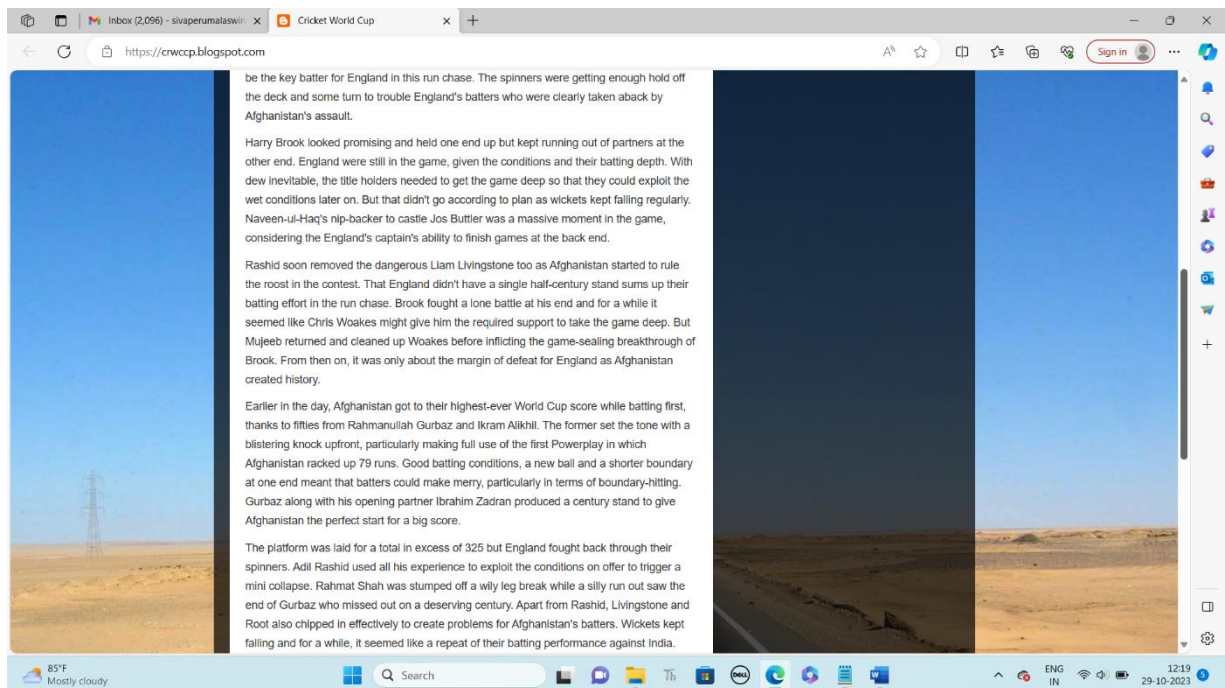 Inbox (2,096) - sivaperumalaswin
Cricket World Cup
https://crwccp.blogspot.com
Sign in
be the key batter for England in this run chase. The spinners were getting enough hold off
the deck and some turn to trouble England's batters who were clearly taken aback by
Afghanistan's assault.
Harry Brook looked promising and held one end up but kept running out of partners at the
other end. England were still in the game, given the conditions and their batting depth. With
dew inevitable, the title holders needed to get the game deep so that they could exploit the
wet conditions later on. But that didn't go according to plan as wickets kept falling regularly.
Naveen-ul-Haq's nip-backer to castle Jos Buttler was a massive moment in the game,
considering the England's captain's ability to finish games at the back end.
Rashid soon removed the dangerous Liam Livingstone too as Afghanistan started to rule
the roost in the contest. That England didn't have a single half-century stand sums up their
batting effort in the run chase. Brook fought a lone battle at his end and for a while it
seemed like Chris Woakes might give him the required support to take the game deep. But
Mujeeb returned and cleaned up Woakes before inflicting the game-sealing breakthrough of
Brook. From then on, it was only about the margin of defeat for England as Afghanistan
created history.
Earlier in the day, Afghanistan got to their highest-ever World Cup score while batting first,
thanks to fifties from Rahmanullah Gurbaz and Ikram Alikhil. The former set the tone with a
blistering knock upfront, particularly making full use of the first Powerplay in which
Afghanistan racked up 79 runs. Good batting conditions, a new ball and a shorter boundary
at one end meant that batters could make merry, particularly in terms of boundary-hitting.
Gurbaz along with his opening partner Ibrahim Zadran produced a century stand to give
Afghanistan the perfect start for a big score.
The platform was laid for a total in excess of 325 but England fought back through their
spinners. Adil Rashid used all his experience to exploit the conditions on offer to trigger a
mini collapse. Rahmat Shah was stumped off a wily leg break while a silly run out saw the
end of Gurbaz who missed out on a deserving century. Apart from Rashid, Livingstone and
Root also chipped in effectively to create problems for Afghanistan's batters. Wickets kept
falling and for a while, it seemed like a repeat of their batting performance against India.
85°F
Mostly cloudy
Search
DELL
ENG
IN
12:19
29-10-2023
5